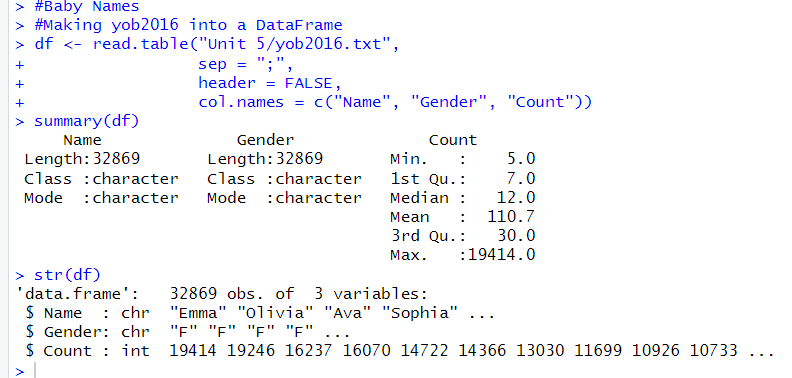 > #Baby Names
> #Making yob2016 into a DataFrame
> df <- read.table("Unit 5/yob2016.txt",
+                  sep = ";",
+                  header = FALSE,
+                  col.names = c("Name", "Gender", "Count"))
> summary(df)
     Name              Gender              Count        
 Length:32869       Length:32869       Min.   :    5.0  
 Class :character   Class :character   1st Qu.:    7.0  
 Mode  :character   Mode  :character   Median :   12.0  
                                       Mean   :  110.7  
                                       3rd Qu.:   30.0  
                                       Max.   :19414.0  
> str(df)
'data.frame':	32869 obs. of  3 variables:
 $ Name  : chr  "Emma" "Olivia" "Ava" "Sophia" ...
 $ Gender: chr  "F" "F" "F" "F" ...
 $ Count : int  19414 19246 16237 16070 14722 14366 13030 11699 10926 10733 ...
>